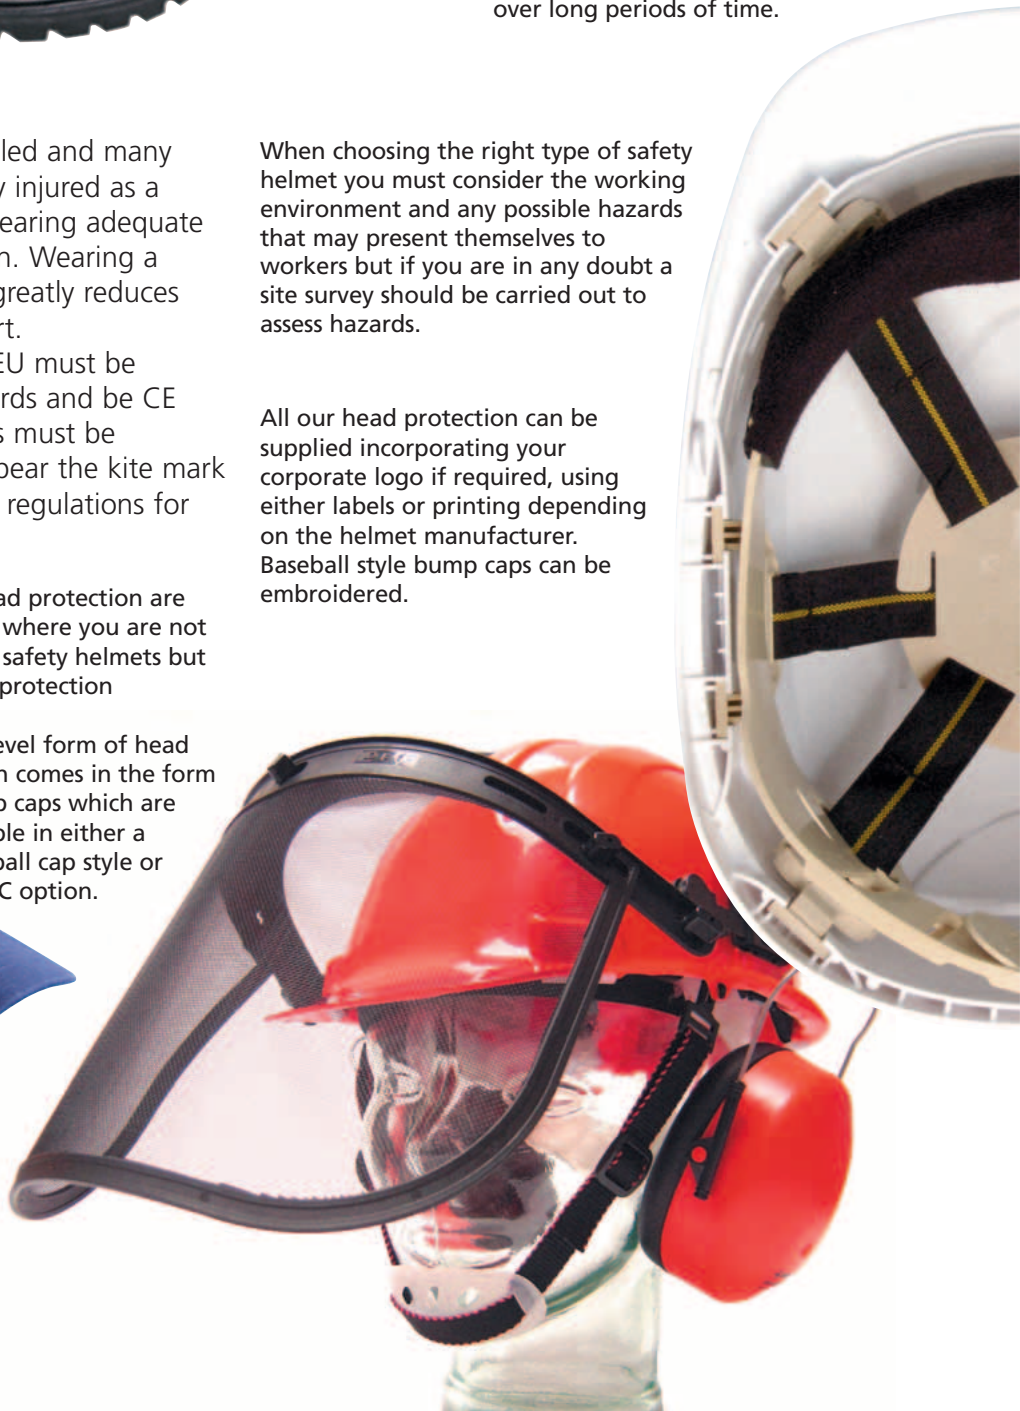 over long periods of time.
led and many
injured as a
earing adequate
n. Wearing a
greatly reduces
rt.
EU must be
rds and be CE
s must be
bear the kite mark
regulations for
ad protection are
where you are not
safety helmets but
protection
evel form of head
n comes in the form
p caps which are
ble in either a
ball cap style or
C option.
When choosing the right type of safety
helmet you must consider the working
environment and any possible hazards
that may present themselves to
workers but if you are in any doubt a
site survey should be carried out to
assess hazards.
All our head protection can be
supplied incorporating your
corporate logo if required, using
either labels or printing depending
on the helmet manufacturer.
Baseball style bump caps can be
embroidered.